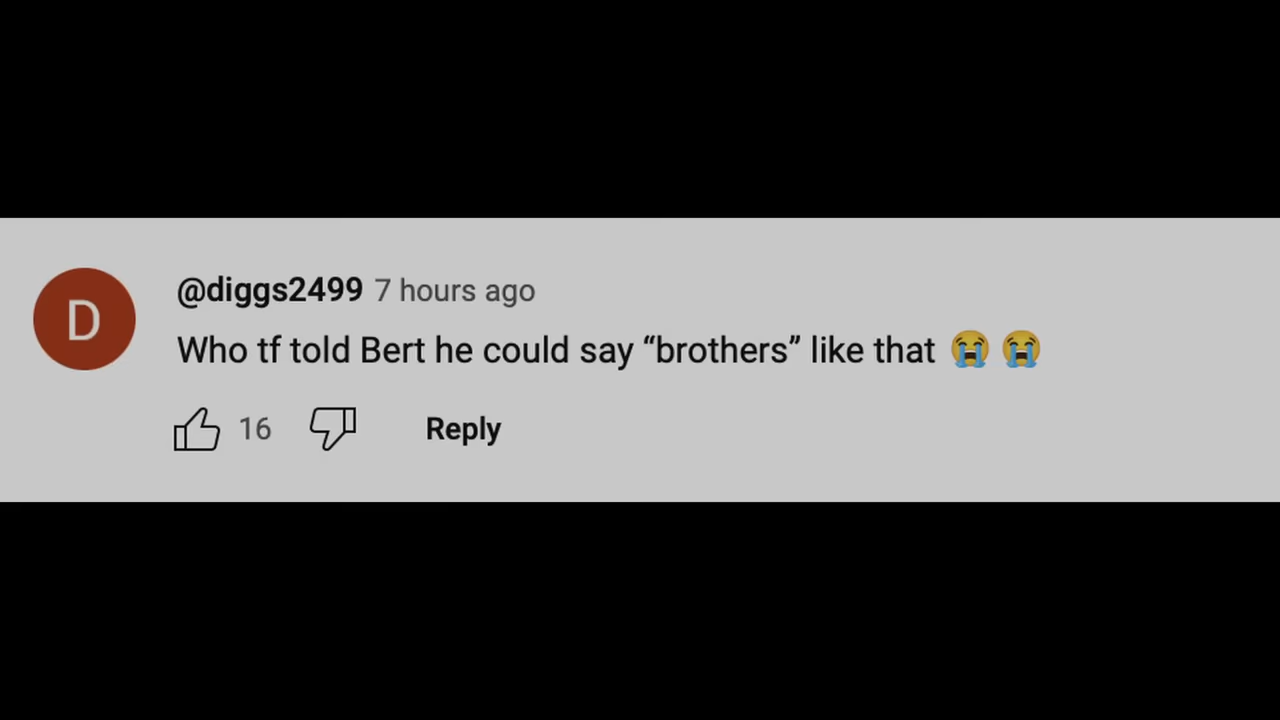 D
@diggs2499 7 hours ago
Who tf told Bert he could say “brothers” like that 😭 😭
16 Reply